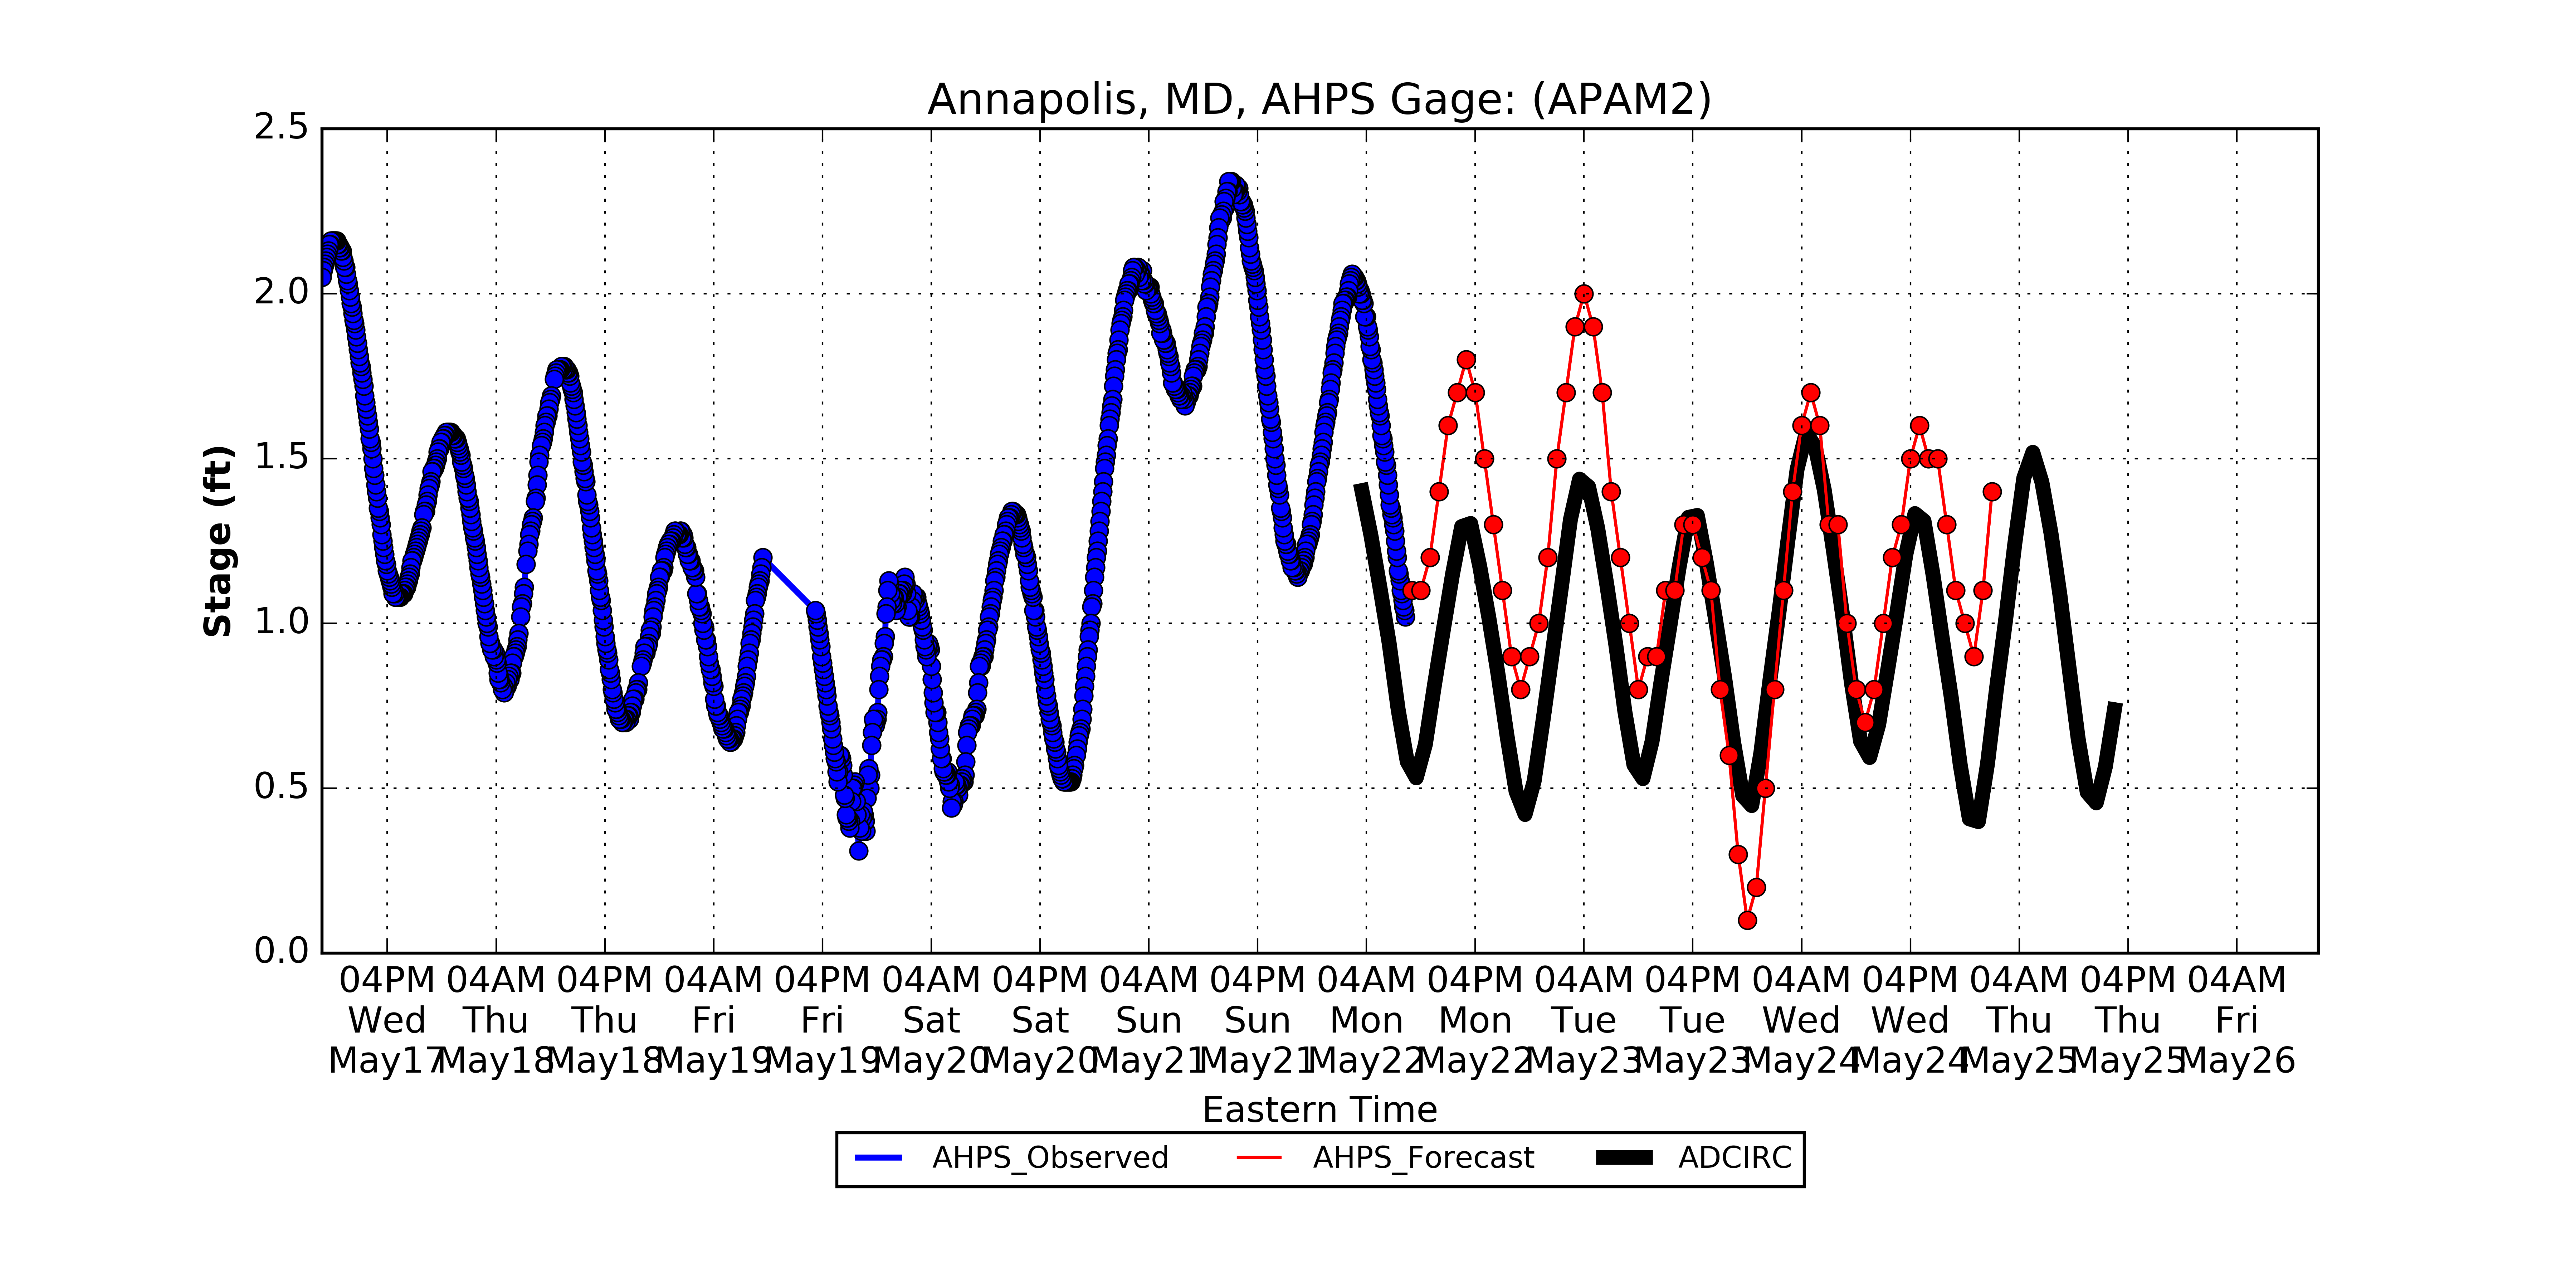 Annapolis, MD, AHPS Gage: (APAM2)
Stage (ft)
2.5
2.0
1.5
1.0
0.5
0.0
04PM 04AM 04PM 04AM 04PM 04AM 04PM 04AM 04PM 04AM 04PM 04AM 04PM 04AM 04PM 04AM 04PM 04AM
Wed Thu Thu Fri Fri Sat Sat Sun Sun Mon Mon Tue Tue Wed Wed Thu Thu Fri
May17 May18 May18 May19 May19 May20 May20 May21 May21 May22 May22 May23 May23 May24 May24 May25 May25 May26
Eastern Time
AHPS_Observed AHPS_Forecast ADCIRC